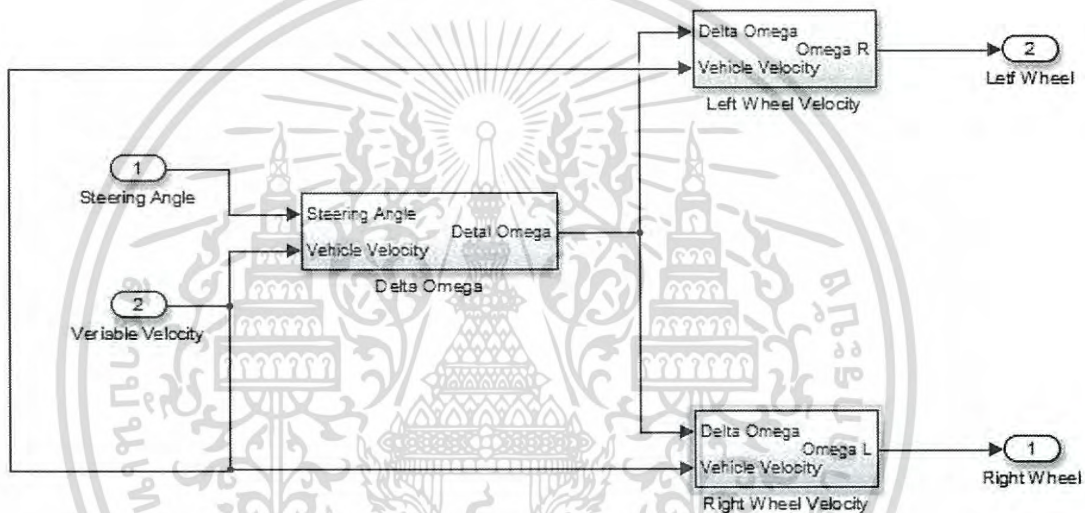 1
Steering Angle
2
Veriable Velocity
Steering Angle
Vehicle Velocity
Detal Omega
Delta Omega
Delta Omega
Omega R
Vehicle Velocity
Left Wheel Velocity
2
Letf Wheel
Delta Omega
Omega L
Vehicle Velocity
Right Wheel Velocity
1
Right Wheel